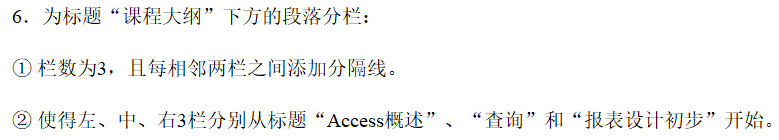 6．为标题“课程大纲”下方的段落分栏：
① 栏数为3，且每相邻两栏之间添加分隔线。
② 使得左、中、右3栏分别从标题“Access概述”、“查询”和“报表设计初步”开始。